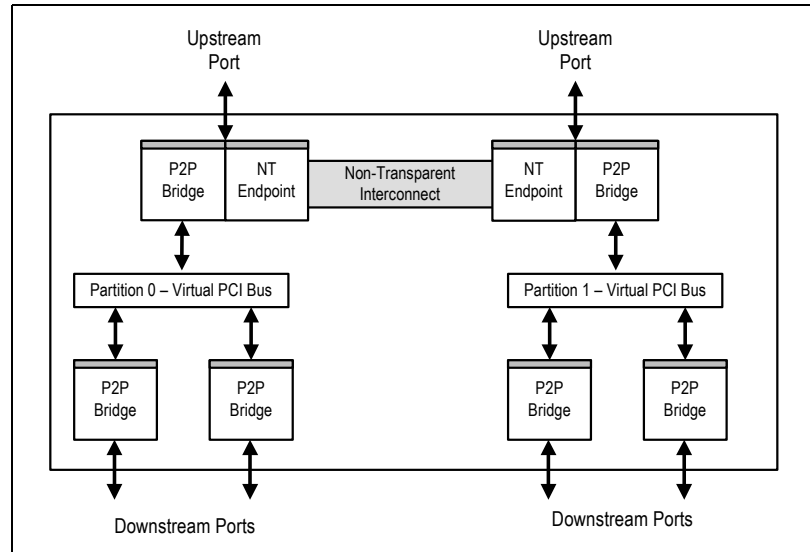 Upstream
Port
Upstream
Port
P2P
Bridge
NT
Endpoint
Non-Transparent
Interconnect
NT
Endpoint
P2P
Bridge
Partition 0 – Virtual PCI Bus
Partition 1 – Virtual PCI Bus
P2P
Bridge
P2P
Bridge
P2P
Bridge
P2P
Bridge
Downstream Ports
Downstream Ports